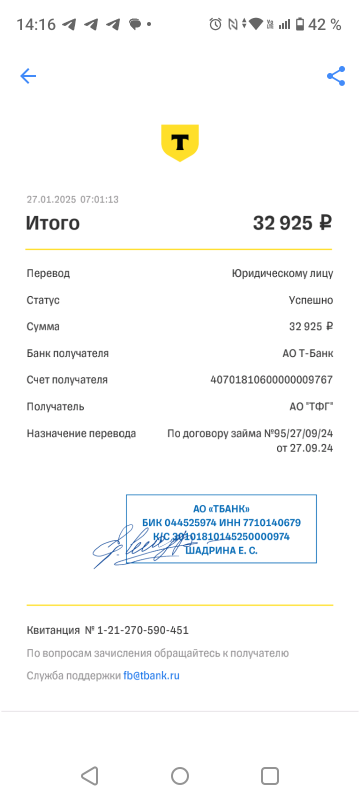 14:16 42 %
Т
27.01.2025 07:01:13
Итого 32 925 ₽
Перевод Юридическому лицу
Статус Успешно
Сумма 32 925 ₽
Банк получателя АО Т-Банк
Счет получателя 40701810600000009767
Получатель АО "ТФГ"
Назначение перевода По договору займа №95/27/09/24
от 27.09.24
АО «ТБАНК»
БИК 044525974 ИНН 7710140679
К/С 30101810145250000974
ШАДРИНА Е. С.
Квитанция № 1-21-270-590-451
По вопросам зачисления обращайтесь к получателю
Служба поддержки fb@tbank.ru